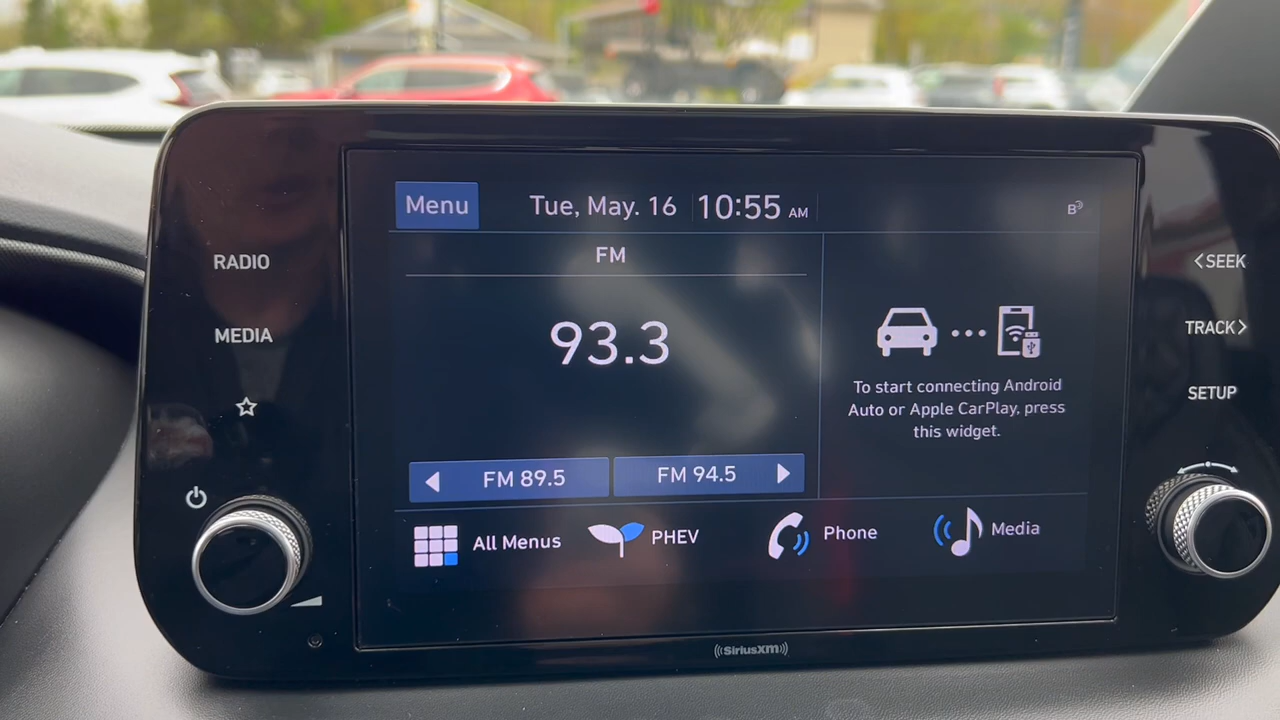 Menu
Tue, May. 16
10:55 AM
B
RADIO
MEDIA
FM
93.3
FM 89.5
FM 94.5
To start connecting Android
Auto or Apple CarPlay, press
this widget.
All Menus
PHEV
Phone
Media
<SEEK
TRACK>
SETUP
((SiriusXM))